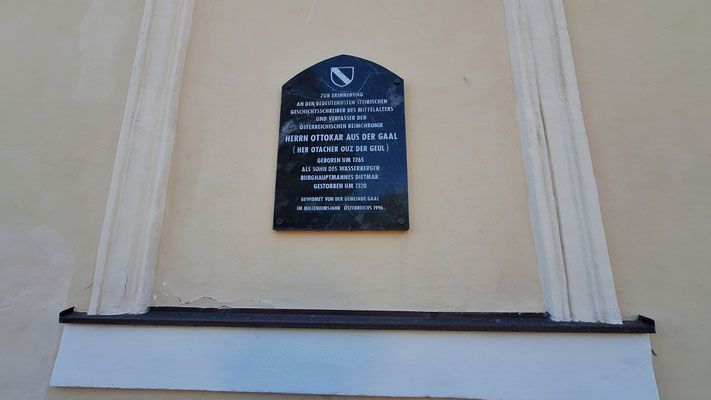 ZUR ERINNERUNG
AN DEN BEDEUTENDSTEN STEIRISCHEN
GESCHICHTSSCHREIBER DES MITTELALTERS
UND VERFASSER DER
ÖSTERREICHISCHEN REIMCHRONIK
HERRN OTTOKAR AUS DER GAAL
( HER OTACHER OUZ DER GEUL )
GEBOREN UM 1265
ALS SOHN DES WASSERBERGER
BURGHAUPTMANNES DIETMAR
GESTORBEN UM 1320
GEWIDMET VON DER GEMEINDE GAAL
IM MILLENIUMSJAHR ÖSTERREICHS 1996